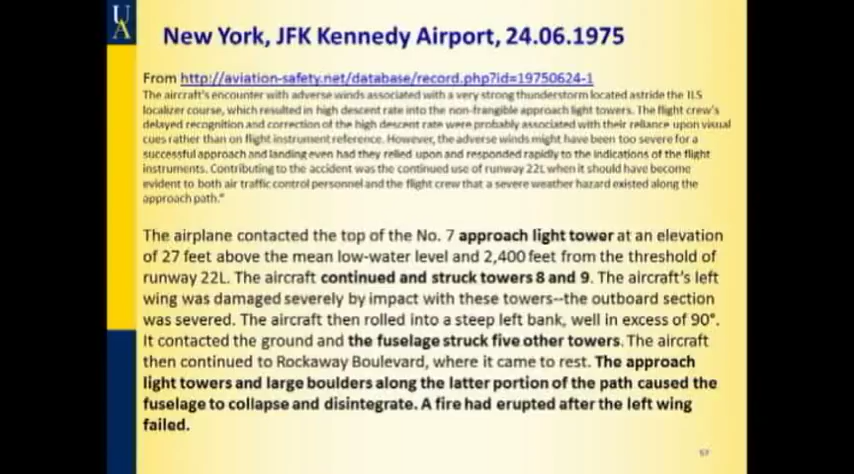 UA
New York, JFK Kennedy Airport, 24.06.1975
From http://aviation-safety.net/database/record.php?id=19750624-1
The aircraft's encounter with adverse winds associated with a very strong thunderstorm located astride the ILS
localizer course, which resulted in high descent rate into the non-frangible approach light towers. The flight crew's
delayed recognition and correction of the high descent rate were probably associated with their reliance upon visual
cues rather than on flight instrument reference. However, the adverse winds might have been too severe for a
successful approach and landing even had they relied upon and responded rapidly to the indications of the flight
instruments. Contributing to the accident was the continued use of runway 22L when it should have become
evident to both air traffic control personnel and the flight crew that a severe weather hazard existed along the
approach path."
The airplane contacted the top of the No. 7 approach light tower at an elevation
of 27 feet above the mean low-water level and 2,400 feet from the threshold of
runway 22L. The aircraft continued and struck towers 8 and 9. The aircraft's left
wing was damaged severely by impact with these towers--the outboard section
was severed. The aircraft then rolled into a steep left bank, well in excess of 90°.
It contacted the ground and the fuselage struck five other towers. The aircraft
then continued to Rockaway Boulevard, where it came to rest. The approach
light towers and large boulders along the latter portion of the path caused the
fuselage to collapse and disintegrate. A fire had erupted after the left wing
failed.
57